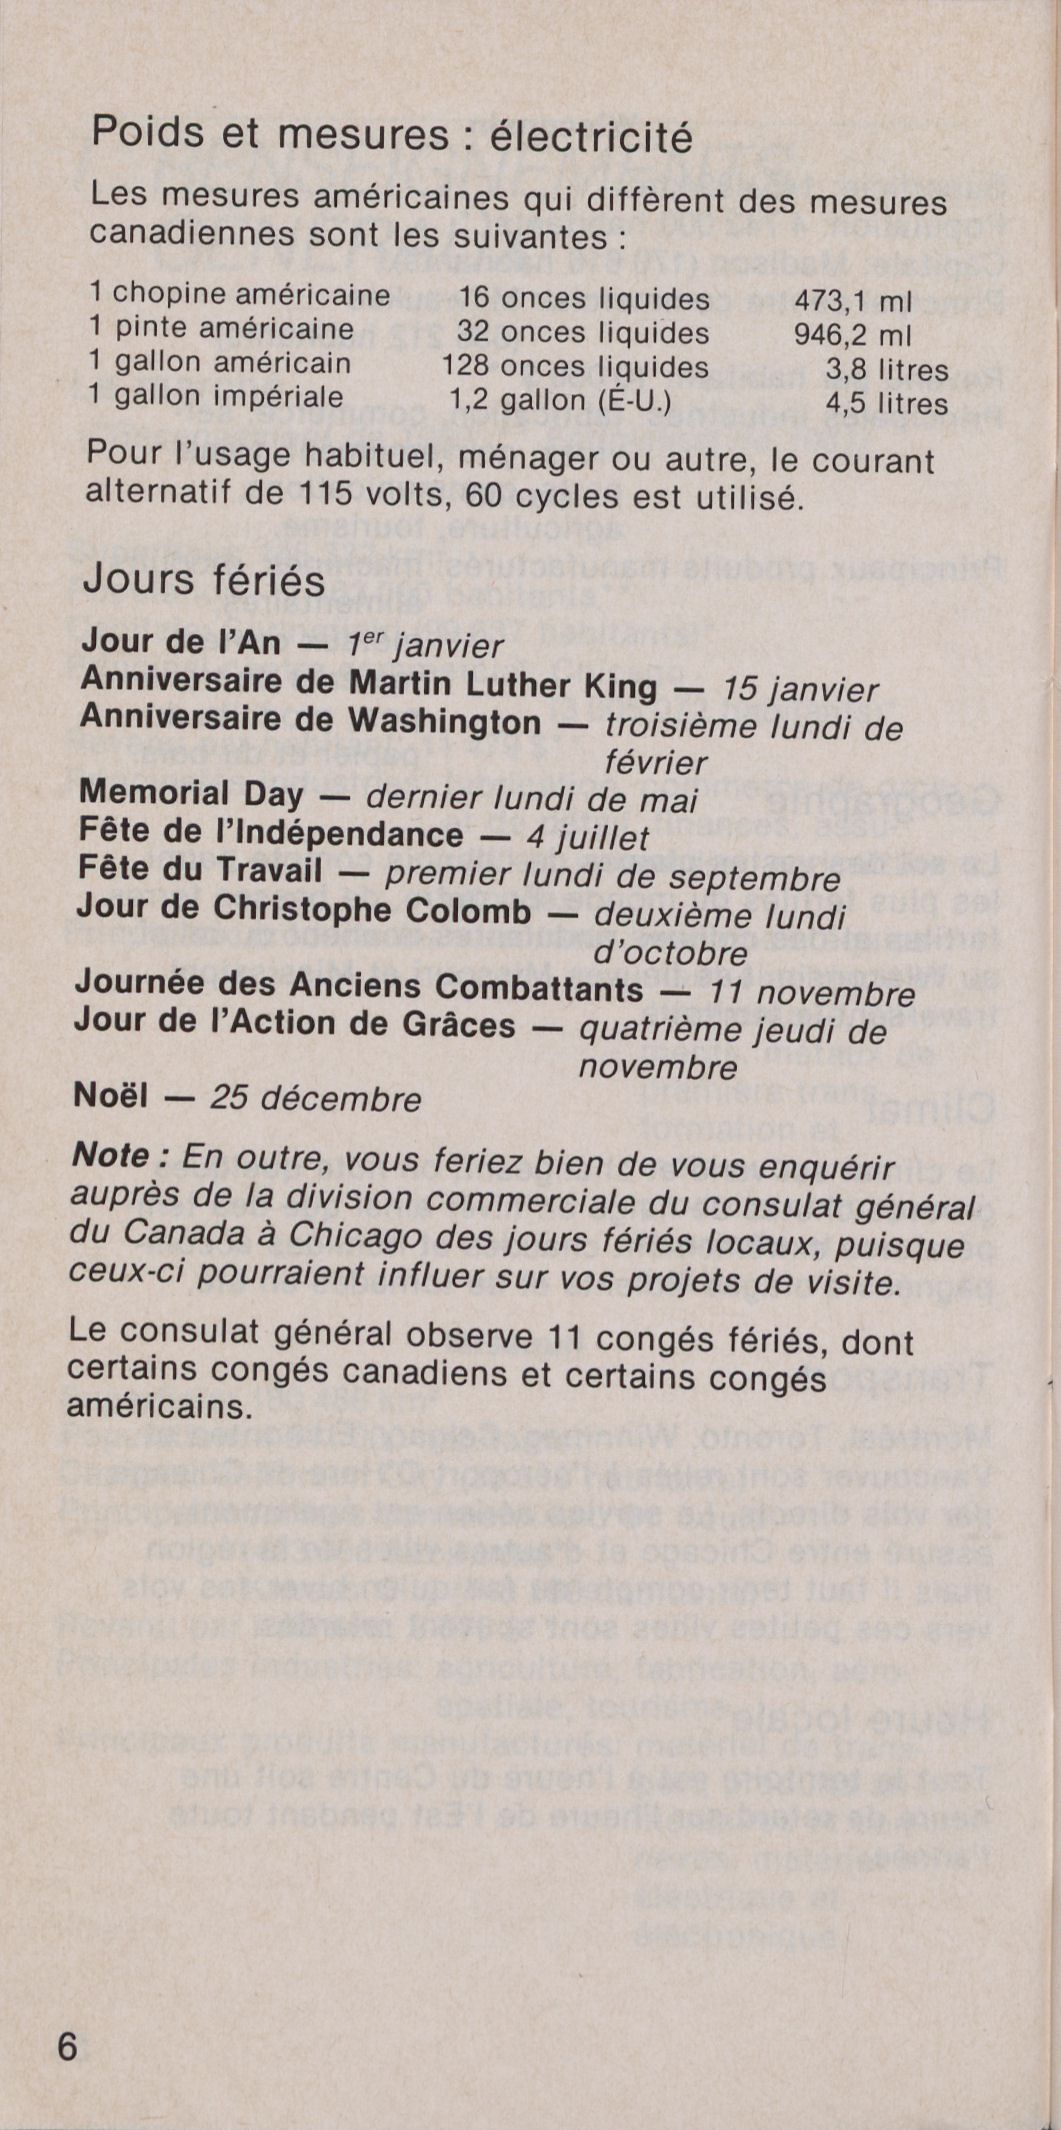 Poids et mesures : électricité
Les mesures américaines qui diffèrent des mesures
canadiennes sont les suivantes :
1 chopine américaine 16 onces liquides 473,1 ml
1 pinte américaine 32 onces liquides 946,2 ml
1 gallon américain 128 onces liquides 3,8 litres
1 gallon impériale 1,2 gallon (É-U.) 4,5 litres
Pour l'usage habituel, ménager ou autre, le courant
alternatif de 115 volts, 60 cycles est utilisé.
Jours fériés
Jour de l'An — 1er janvier
Anniversaire de Martin Luther King — 15 janvier
Anniversaire de Washington — troisième lundi de
février
Memorial Day — dernier lundi de mai
Fête de l'Indépendance — 4 juillet
Fête du Travail — premier lundi de septembre
Jour de Christophe Colomb — deuxième lundi
d'octobre
Journée des Anciens Combattants — 11 novembre
Jour de l'Action de Grâces — quatrième jeudi de
novembre
Noël — 25 décembre
Note : En outre, vous feriez bien de vous enquérir
auprès de la division commerciale du consulat général
du Canada à Chicago des jours fériés locaux, puisque
ceux-ci pourraient influer sur vos projets de visite.
Le consulat général observe 11 congés fériés, dont
certains congés canadiens et certains congés
américains.
6